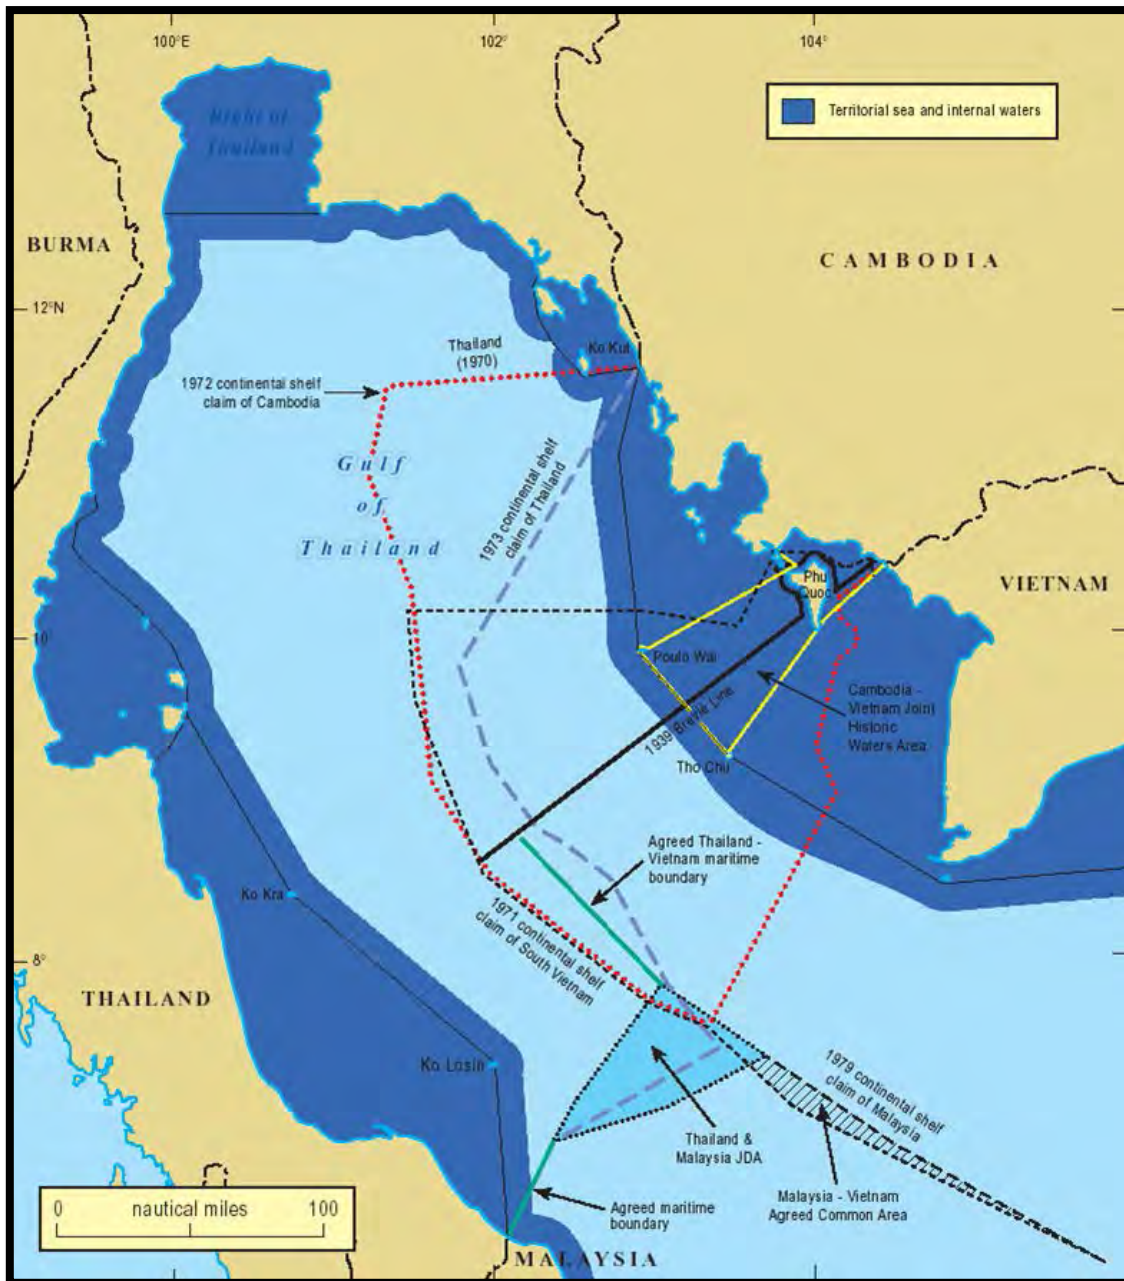 100°E
102°
104°
Territorial sea and internal waters
Bight of
Thailand
BURMA
CAMBODIA
12°N
Thailand
(1970)
Ko Kut
1972 continental shelf
claim of Cambodia
Gulf
of
Thailand
1973 continental shelf
claim of Thailand
Phu
Quoc
VIETNAM
10°
Poulo Wai
Cambodia -
Vietnam Joint
Historic
Waters Area
1939 Brevie Line
Tho Chu
Agreed Thailand -
Vietnam maritime
boundary
Ko Kra
1971 continental shelf
claim of South Vietnam
8°
THAILAND
Ko Losin
1979 continental shelf
claim of Malaysia
Thailand &
Malaysia JDA
Malaysia - Vietnam
Agreed Common Area
Agreed maritime
boundary
0 nautical miles 100
MALAYSIA